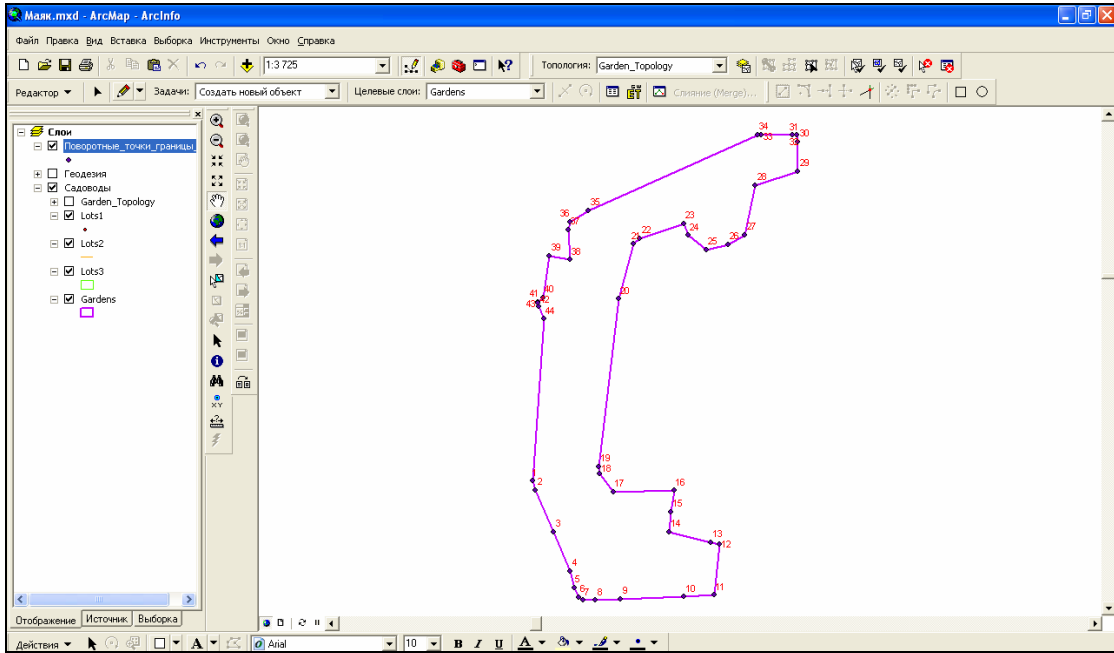 Маяк.mxd - ArcMap - ArcInfo
Файл Правка Вид Вставка Выборка Инструменты Окно Справка
1:3 725 Топология: Garden_Topology
Редактор Задачи: Создать новый объект Целевые слои: Gardens Слияние (Merge)...
Слои
Поворотные_точки_границы_
Геодезия
Садоводы
Garden_Topology
Lots1
Lots2
Lots3
Gardens
34 31
33 30
32
29
28
35
36
37
23
22
24
21
25 26 27
39 38
40
41
42
43
44
20
19
18
17 16
15
14
13
12
1
2
3
4
5
6
7 8 9 10 11
Отображение Источник Выборка
Действия A Arial 10 B I U A